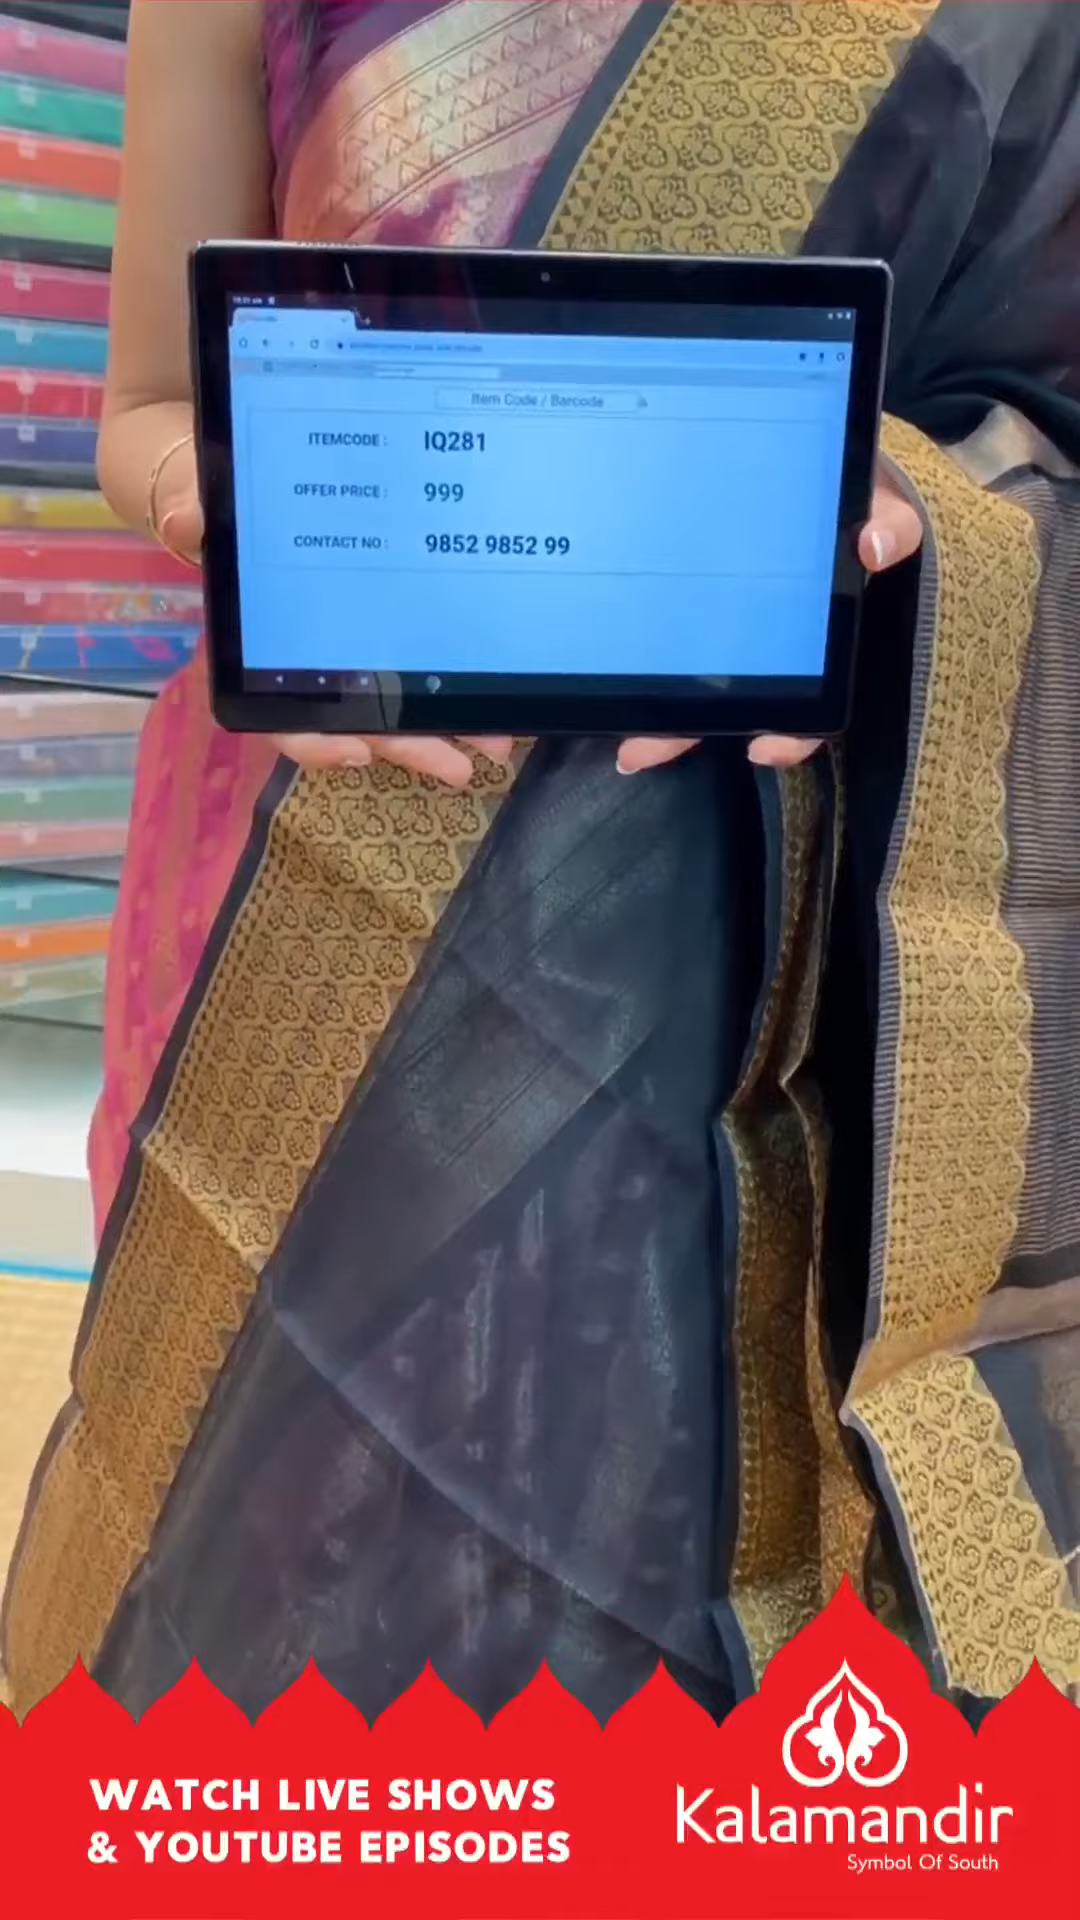 Item Code / Barcode
ITEMCODE : IQ281
OFFER PRICE : 999
CONTACT NO : 9852 9852 99
WATCH LIVE SHOWS
& YOUTUBE EPISODES
Kalamandir
Symbol Of South